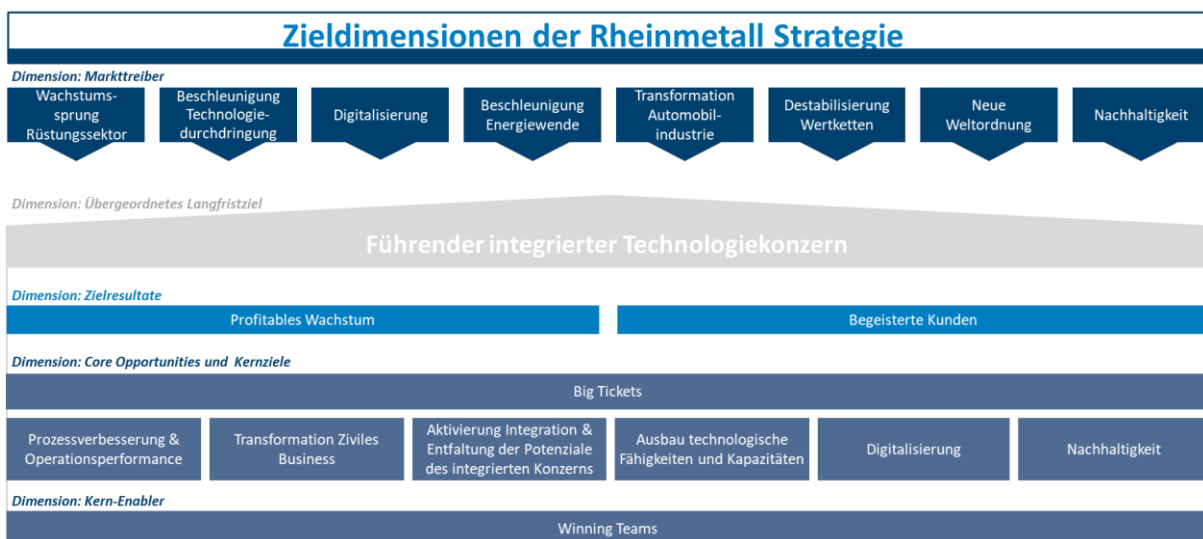 Zieldimensionen der Rheinmetall Strategie
Dimension: Markttreiber
Wachstums-
sprung
Rüstungssektor
Beschleunigung
Technologie-
durchdringung
Digitalisierung
Beschleunigung
Energiewende
Transformation
Automobil-
industrie
Destabilisierung
Wertketten
Neue
Weltordnung
Nachhaltigkeit
Dimension: Übergeordnetes Langfristziel
Führender integrierter Technologiekonzern
Dimension: Zielresultate
Profitables Wachstum
Begeisterte Kunden
Dimension: Core Opportunities und Kernziele
Big Tickets
Prozessverbesserung &
Operationsperformance
Transformation Ziviles
Business
Aktivierung Integration &
Entfaltung der Potenziale
des integrierten Konzerns
Ausbau technologische
Fähigkeiten und Kapazitäten
Digitalisierung
Nachhaltigkeit
Dimension: Kern-Enabler
Winning Teams